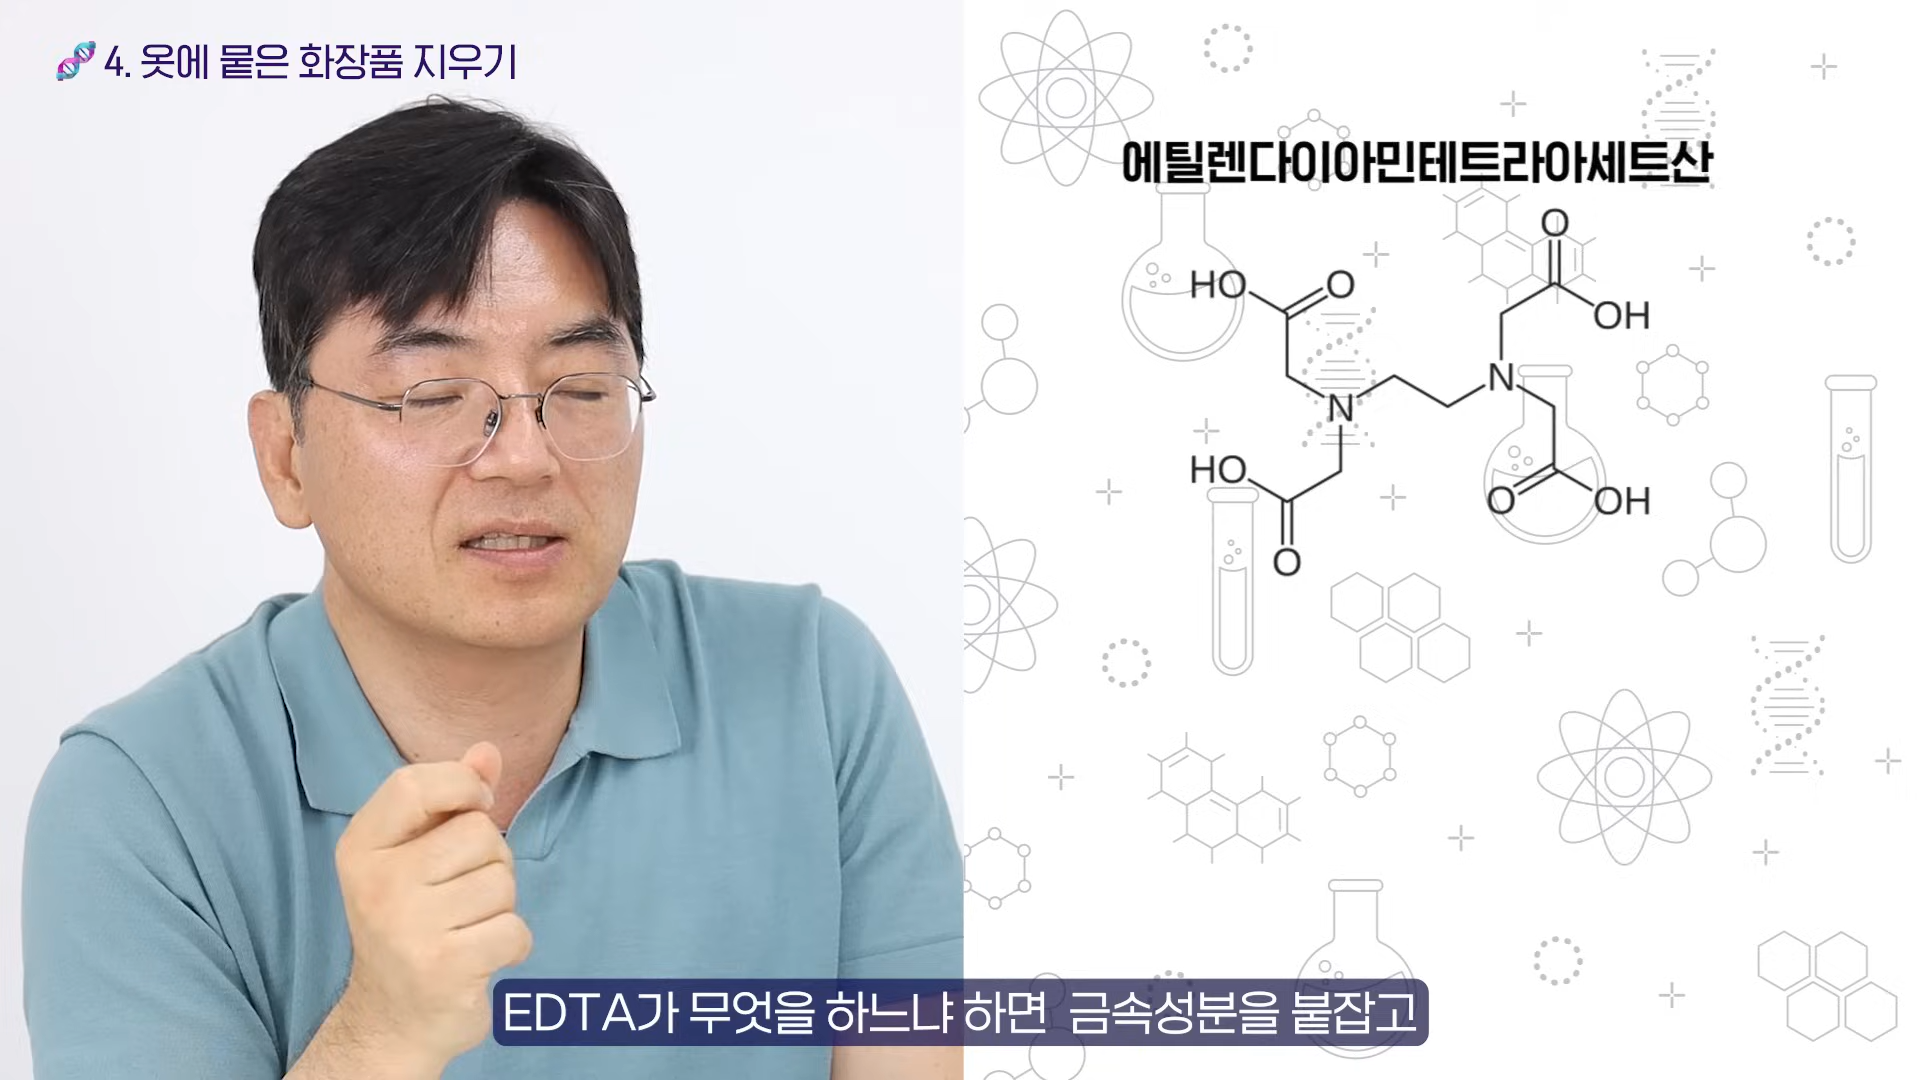 4. 옷에 뭍은 화장품 지우기
에틸렌다이아민테트라아세트산
O
HO
O
OH
N
N
HO
O
OH
O
EDTA가 무엇을 하느냐 하면 금속성분을 붙잡고